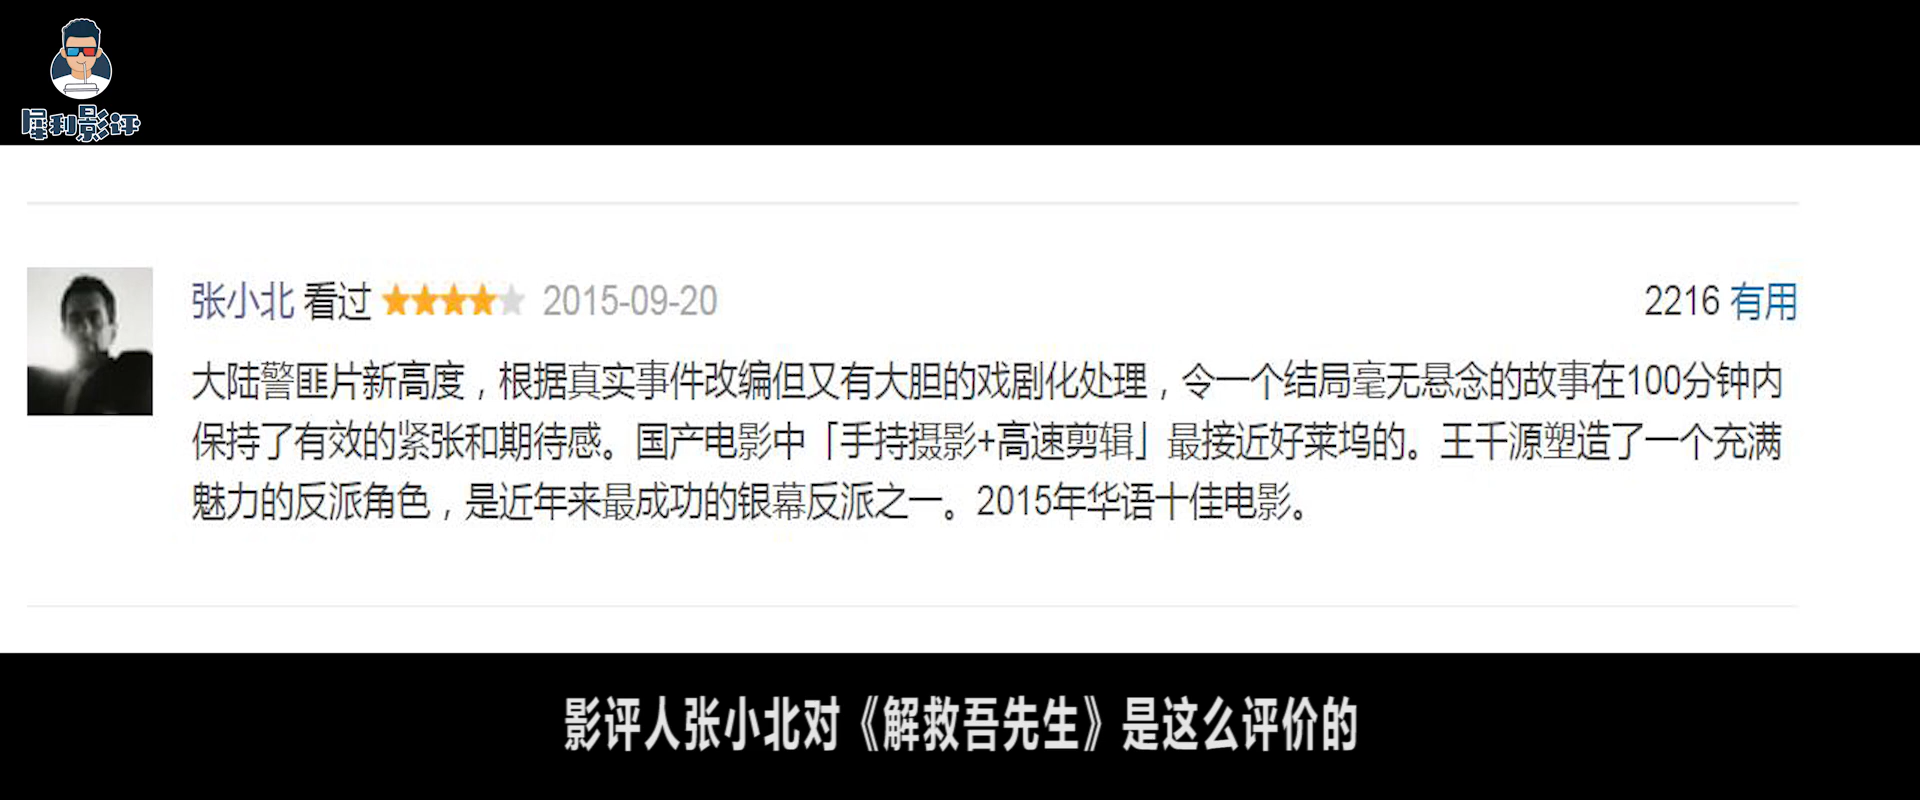 犀利影评
张小北 看过 2015-09-20 2216 有用
大陆警匪片新高度，根据真实事件改编但又有大胆的戏剧化处理，令一个结局毫无悬念的故事在100分钟内
保持了有效的紧张和期待感。国产电影中「手持摄影+高速剪辑」最接近好莱坞的。王千源塑造了一个充满
魅力的反派角色，是近年来最成功的银幕反派之一。2015年华语十佳电影。
影评人张小北对《解救吾先生》是这么评价的